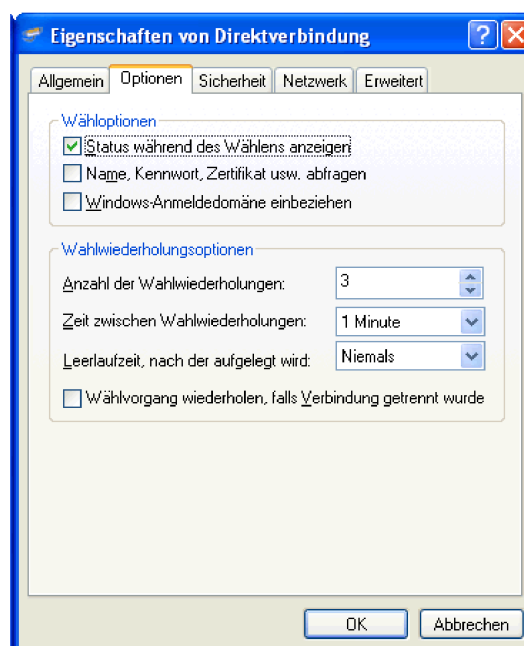 Eigenschaften von Direktverbindung
Allgemein Optionen Sicherheit Netzwerk Erweitert
Wähloptionen
Status während des Wählens anzeigen
Name, Kennwort, Zertifikat usw. abfragen
Windows-Anmeldedomäne einbeziehen
Wahlwiederholungsoptionen
Anzahl der Wahlwiederholungen: 3
Zeit zwischen Wahlwiederholungen: 1 Minute
Leerlaufzeit, nach der aufgelegt wird: Niemals
Wählvorgang wiederholen, falls Verbindung getrennt wurde
OK Abbrechen